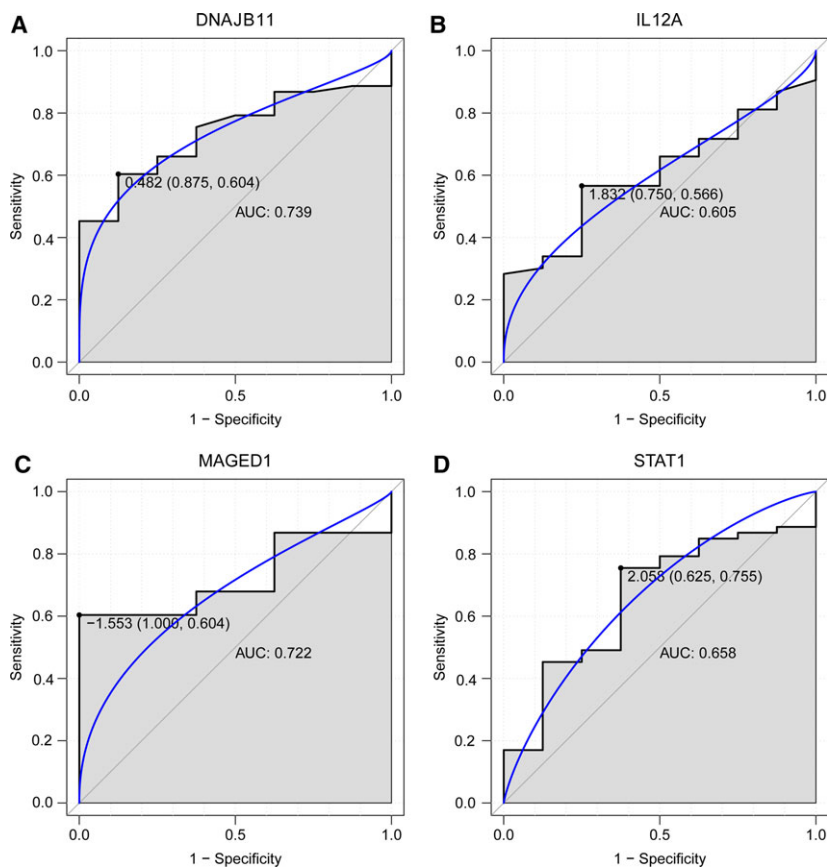 A
DNAJB11
1.0
0.8
0.6
0.4
0.2
0.0
Sensitivity
0.482 (0.875, 0.604)
AUC: 0.739
0.0
0.5
1.0
1 − Specificity
B
IL12A
1.0
0.8
0.6
0.4
0.2
0.0
Sensitivity
1.832 (0.750, 0.566)
AUC: 0.605
0.0
0.5
1.0
1 − Specificity
C
MAGED1
1.0
0.8
0.6
0.4
0.2
0.0
Sensitivity
−1.553 (1.000, 0.604)
AUC: 0.722
0.0
0.5
1.0
1 − Specificity
D
STAT1
1.0
0.8
0.6
0.4
0.2
0.0
Sensitivity
2.058 (0.625, 0.755)
AUC: 0.658
0.0
0.5
1.0
1 − Specificity